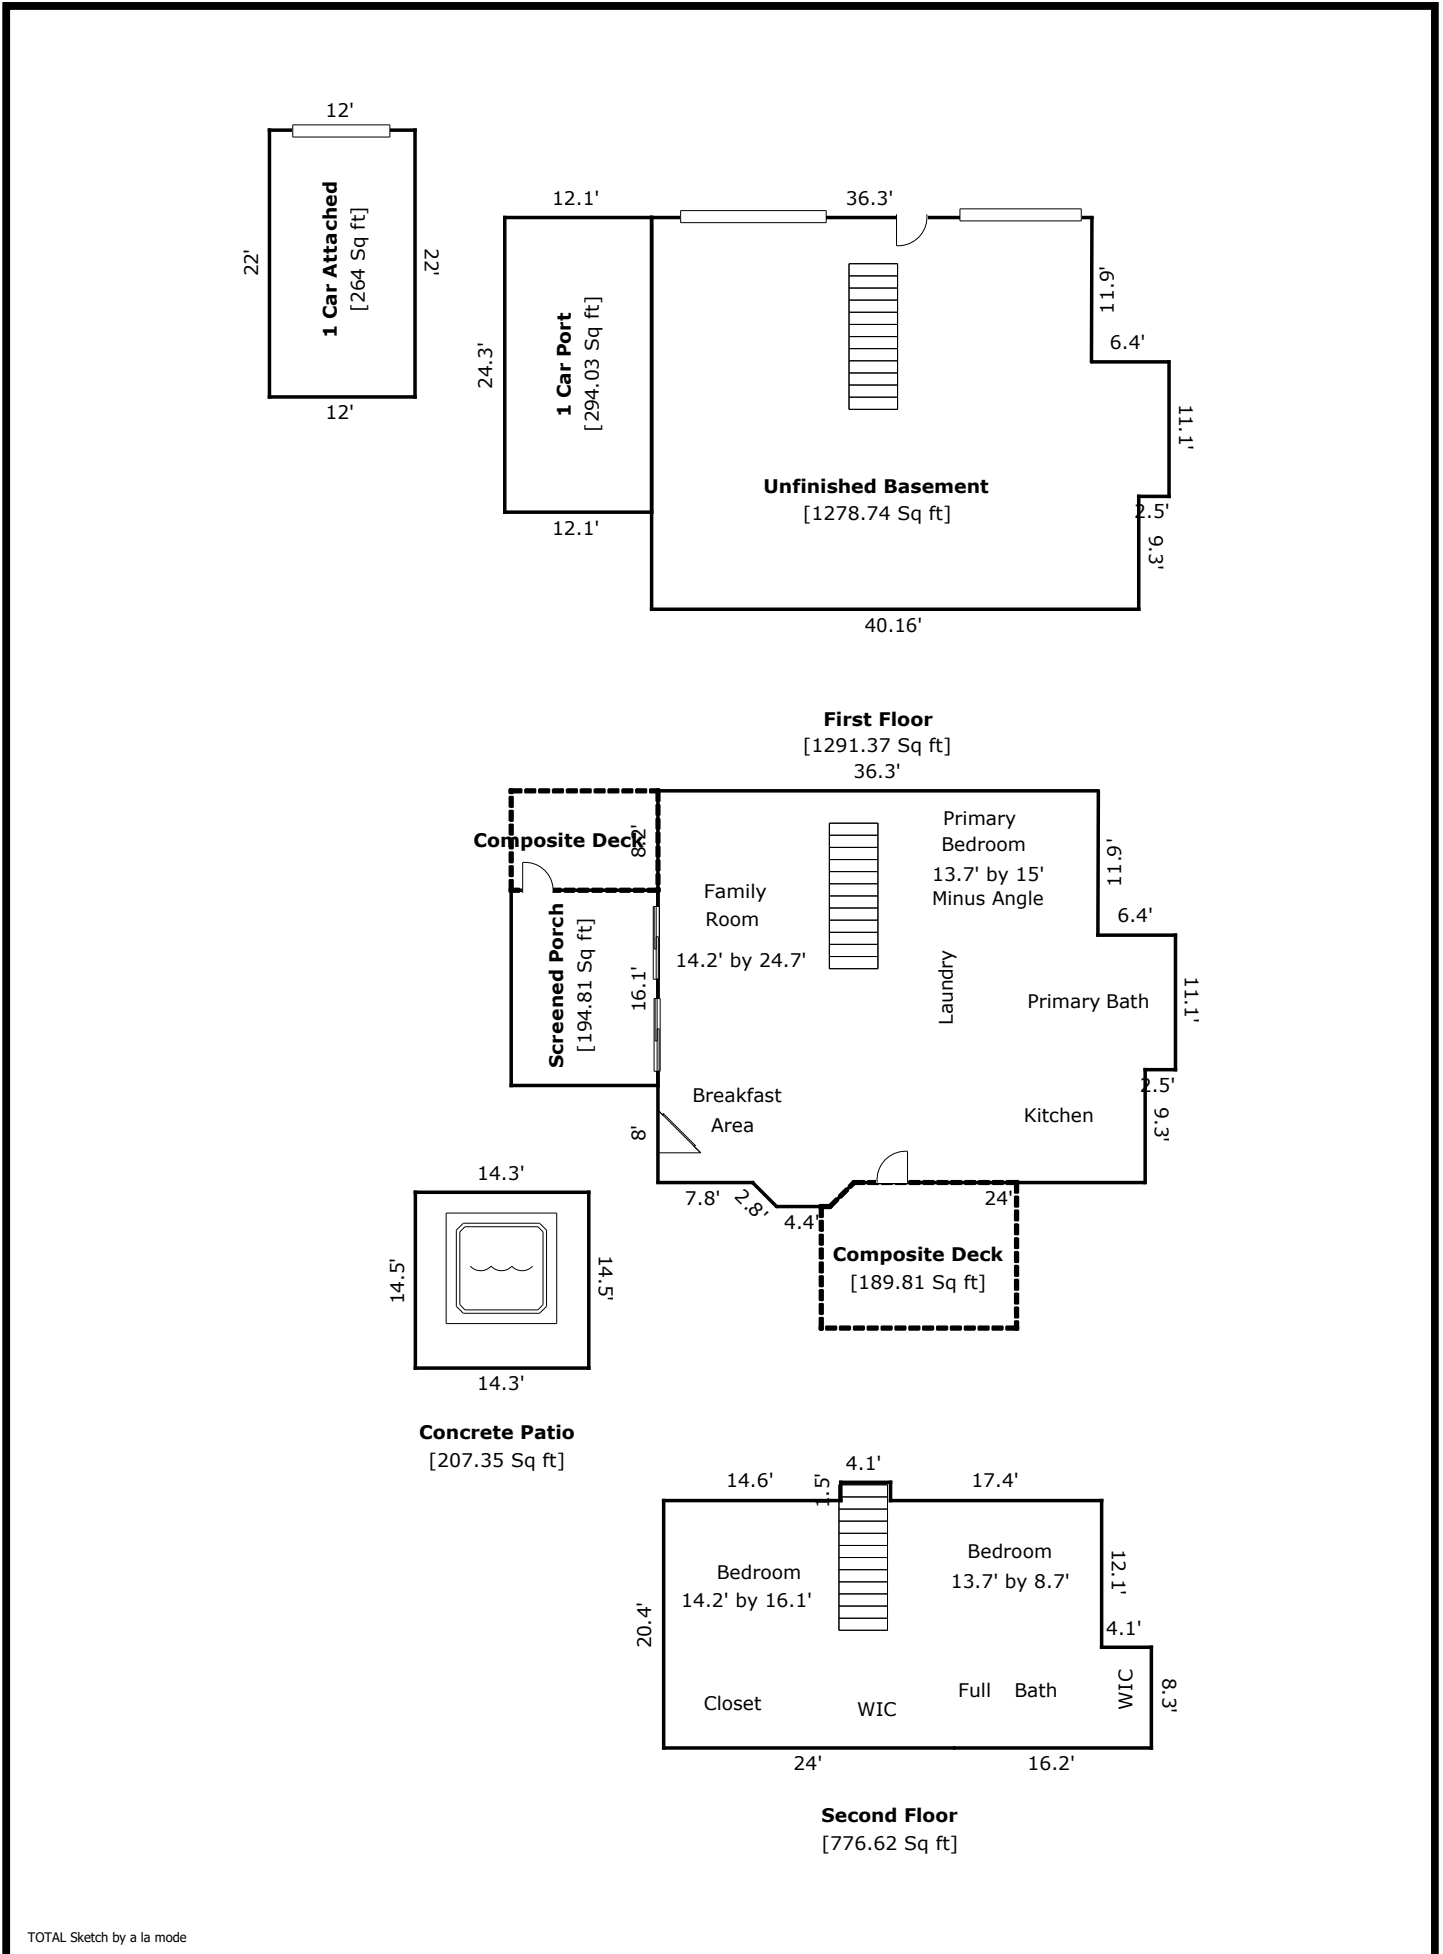 12'
22'
1 Car Attached
[264 Sq ft]
22'
12'
12.1'
36.3'
24.3'
1 Car Port
[294.03 Sq ft]
12.1'
11.9'
6.4'
11.1'
2.5'
9.3'
Unfinished Basement
[1278.74 Sq ft]
40.16'
First Floor
[1291.37 Sq ft]
36.3'
Composite Deck
8.2'
Screened Porch
[194.81 Sq ft]
16.1'
Family
Room
14.2' by 24.7'
Primary
Bedroom
13.7' by 15'
Minus Angle
11.9'
6.4'
Laundry
Primary Bath
11.1'
2.5'
9.3'
Breakfast
Area
Kitchen
8'
7.8'
2.8'
4.4'
24'
Composite Deck
[189.81 Sq ft]
14.3'
14.5'
14.5'
14.3'
Concrete Patio
[207.35 Sq ft]
14.6'
1.5'
4.1'
17.4'
Bedroom
14.2' by 16.1'
Bedroom
13.7' by 8.7'
12.1'
4.1'
20.4'
Closet
WIC
Full Bath
WIC
8.3'
24'
16.2'
Second Floor
[776.62 Sq ft]
TOTAL Sketch by a la mode